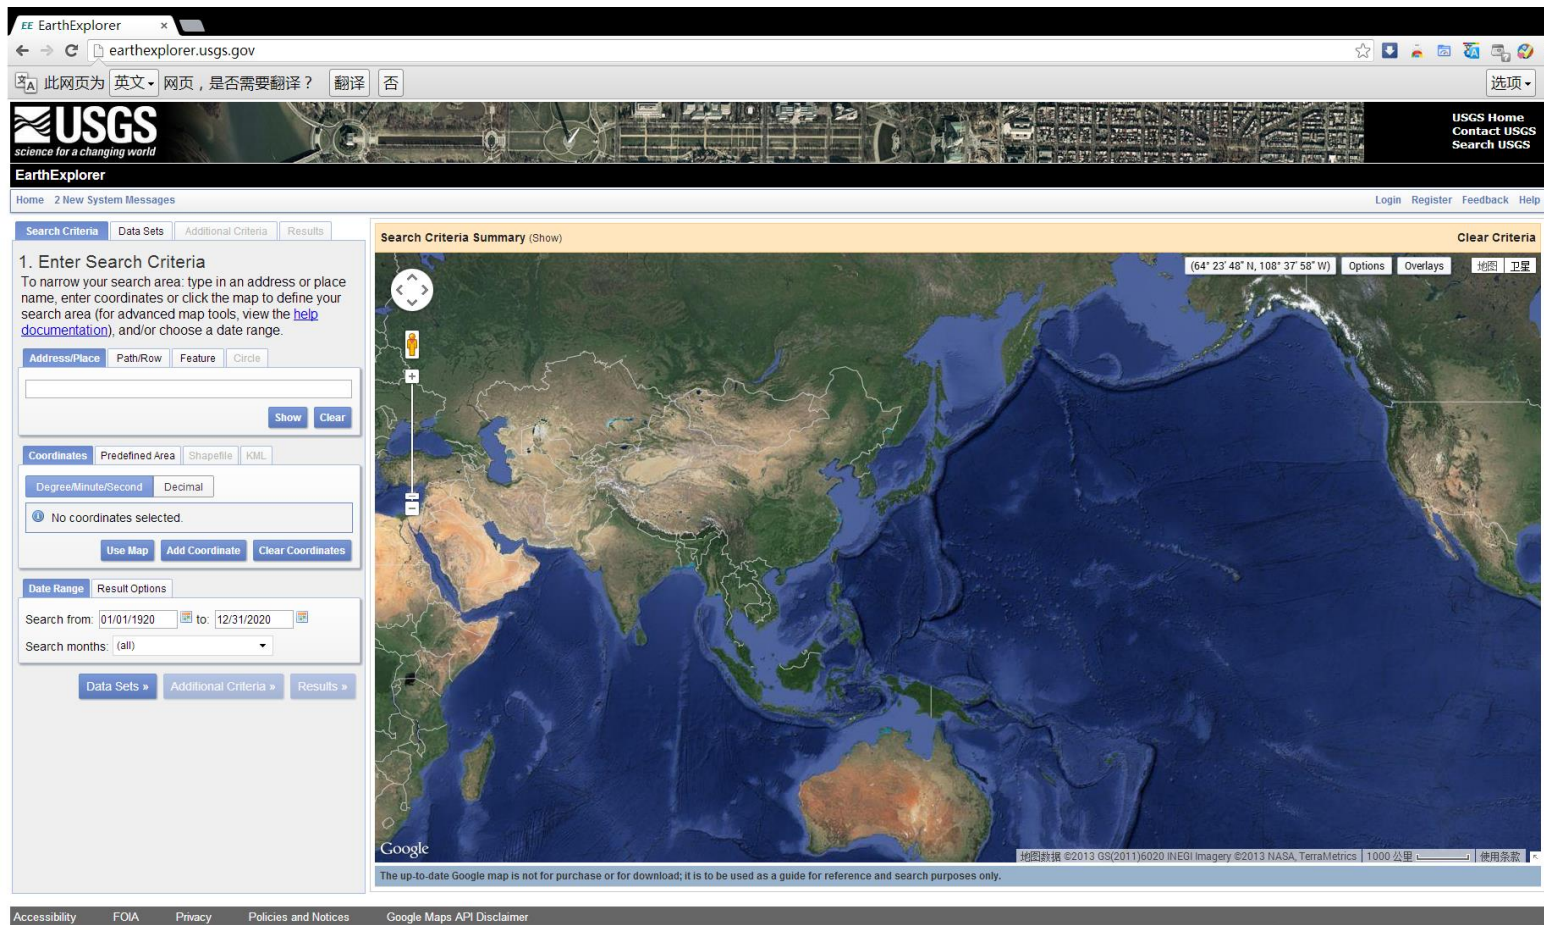 EE EarthExplorer
earthexplorer.usgs.gov
此网页为 英文 网页，是否需要翻译？ 翻译 否 选项
USGS
science for a changing world
USGS Home
Contact USGS
Search USGS
EarthExplorer
Home 2 New System Messages Login Register Feedback Help
Search Criteria Data Sets Additional Criteria Results
1. Enter Search Criteria
To narrow your search area: type in an address or place
name, enter coordinates or click the map to define your
search area (for advanced map tools, view the help
documentation), and/or choose a date range.
Address/Place Path/Row Feature Circle
Show Clear
Coordinates Predefined Area Shapefile KML
Degree/Minute/Second Decimal
No coordinates selected.
Use Map Add Coordinate Clear Coordinates
Date Range Result Options
Search from: 01/01/1920 to: 12/31/2020
Search months: (all)
Data Sets » Additional Criteria » Results »
Search Criteria Summary (Show) Clear Criteria
(64° 23' 48" N, 108° 37' 58" W) Options Overlays 地图 卫星
Google
地图数据 ©2013 GS(2011)6020 INEGI Imagery ©2013 NASA, TerraMetrics 1000 公里 使用条款
The up-to-date Google map is not for purchase or for download; it is to be used as a guide for reference and search purposes only.
Accessibility FOIA Privacy Policies and Notices Google Maps API Disclaimer